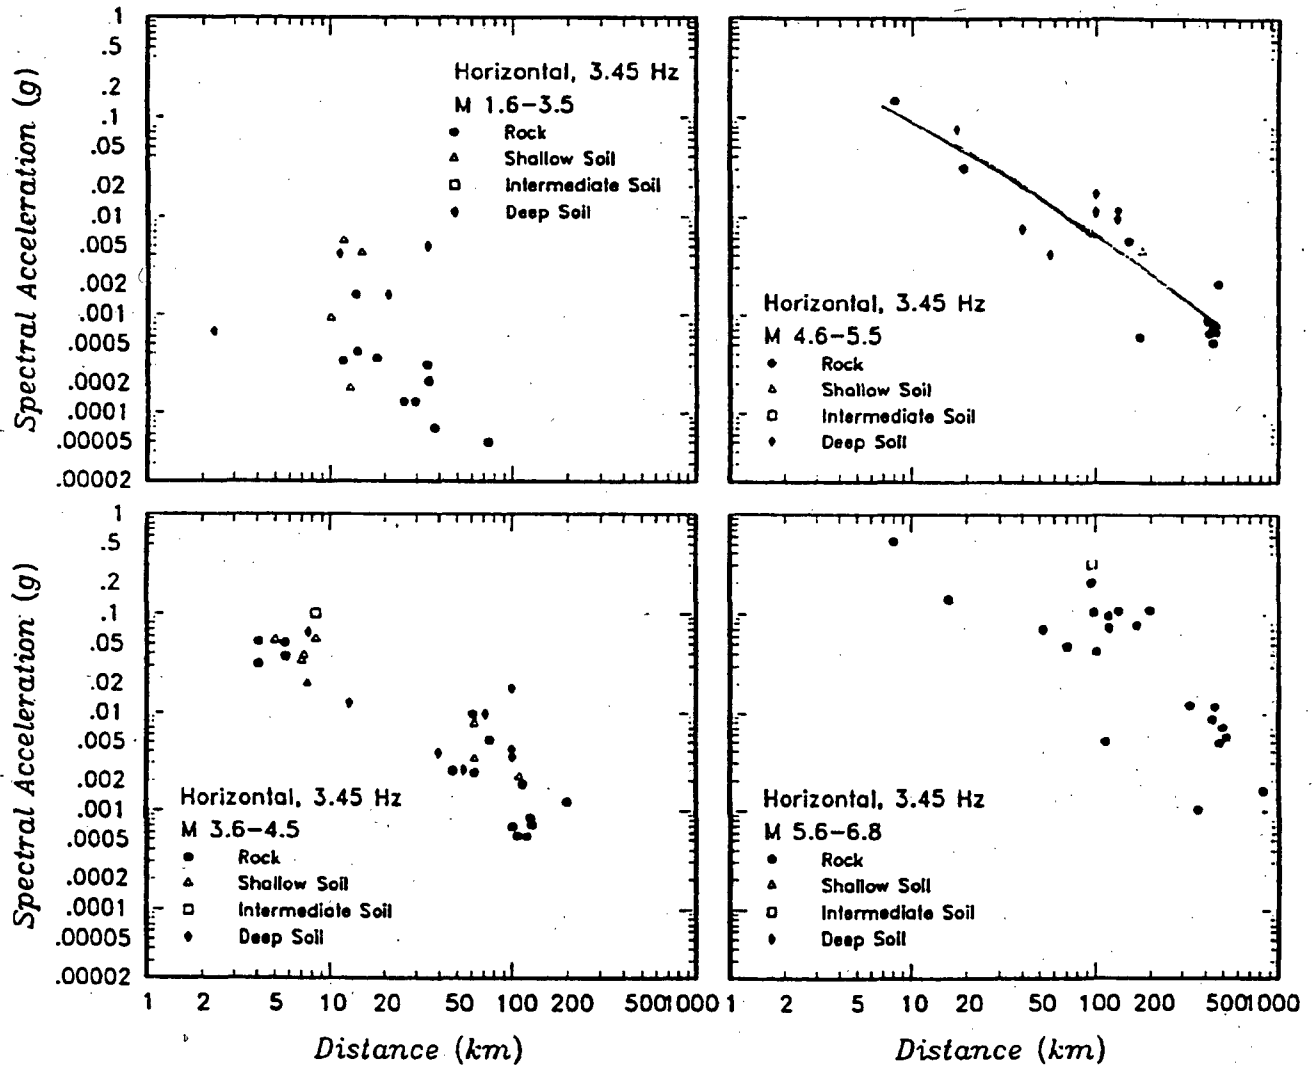 Spectral Acceleration (g)
.1
.5
.2
.1
.05
.02
.01
.005
.002
.001
.0005
.0002
.0001
.00005
.00002
Horizontal, 3.45 Hz
M 1.6-3.5
Rock
Shallow Soil
Intermediate Soil
Deep Soil
Horizontal, 3.45 Hz
M 4.6-5.5
Rock
Shallow Soil
Intermediate Soil
Deep Soil
Spectral Acceleration (g)
1
.5
.2
.1
.05
.02
.01
.005
.002
.001
.0005
.0002
.0001
.00005
.00002
Horizontal, 3.45 Hz
M 3.6-4.5
Rock
Shallow Soil
Intermediate Soil
Deep Soil
1 2 5 10 20 50 100 200 500 1000
Distance (km)
Horizontal, 3.45 Hz
M 5.6-6.8
Rock
Shallow Soil
Intermediate Soil
Deep Soil
1 2 5 10 20 50 100 200 500 1000
Distance (km)